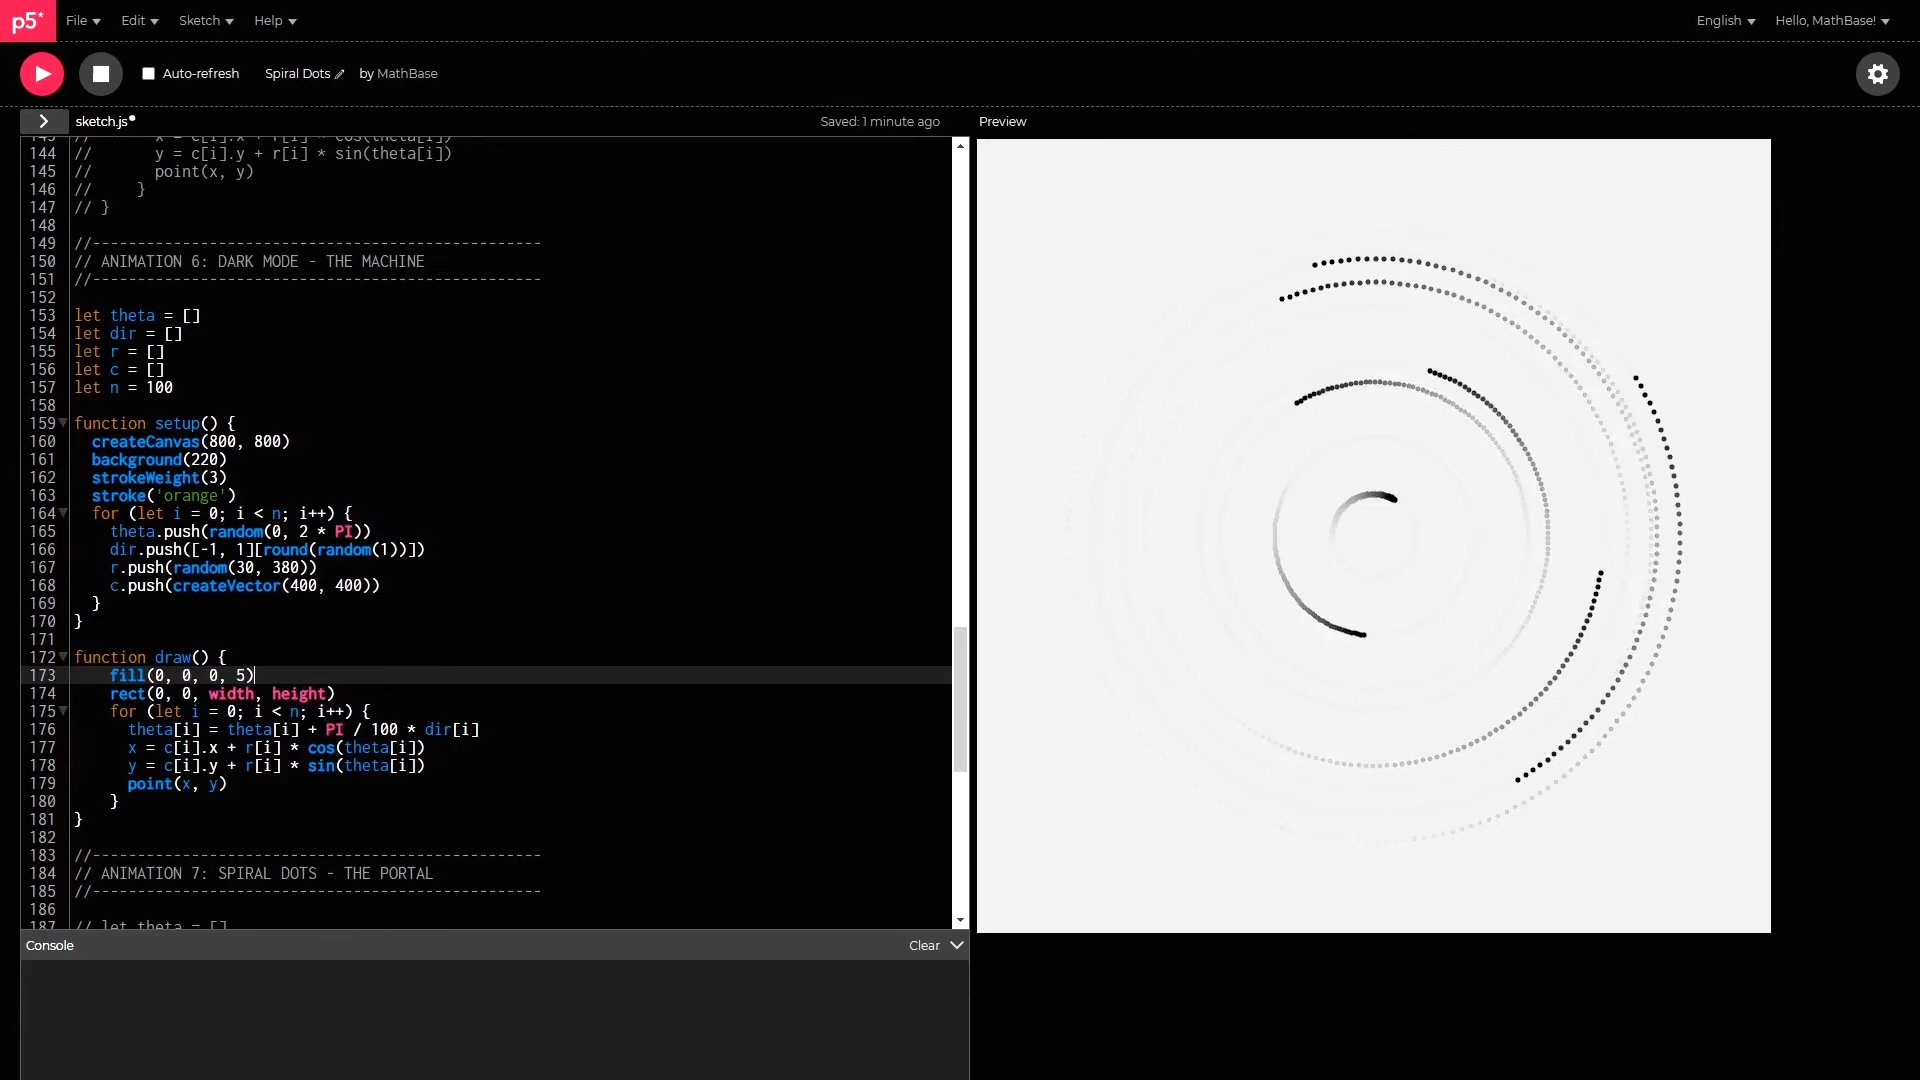 p5*
File
Edit
Sketch
Help
English
Hello, MathBase!
Auto-refresh
Spiral Dots
by MathBase
sketch.js
Saved: 1 minute ago
Preview
143 //       x = c[i].x + r[i] * cos(theta[i])
144 //       y = c[i].y + r[i] * sin(theta[i])
145 //       point(x, y)
146 //     }
147 // }
148
149 //--------------------------------------------------
150 // ANIMATION 6: DARK MODE - THE MACHINE
151 //--------------------------------------------------
152
153 let theta = []
154 let dir = []
155 let r = []
156 let c = []
157 let n = 100
158
159 function setup() {
160   createCanvas(800, 800)
161   background(220)
162   strokeWeight(3)
163   stroke('orange')
164   for (let i = 0; i < n; i++) {
165     theta.push(random(0, 2 * PI))
166     dir.push([-1, 1][round(random(1))])
167     r.push(random(30, 380))
168     c.push(createVector(400, 400))
169   }
170 }
171
172 function draw() {
173     fill(0, 0, 0, 5)
174     rect(0, 0, width, height)
175     for (let i = 0; i < n; i++) {
176       theta[i] = theta[i] + PI / 100 * dir[i]
177       x = c[i].x + r[i] * cos(theta[i])
178       y = c[i].y + r[i] * sin(theta[i])
179       point(x, y)
180     }
181 }
182
183 //--------------------------------------------------
184 // ANIMATION 7: SPIRAL DOTS - THE PORTAL
185 //--------------------------------------------------
186
187 // let theta = []
Console
Clear